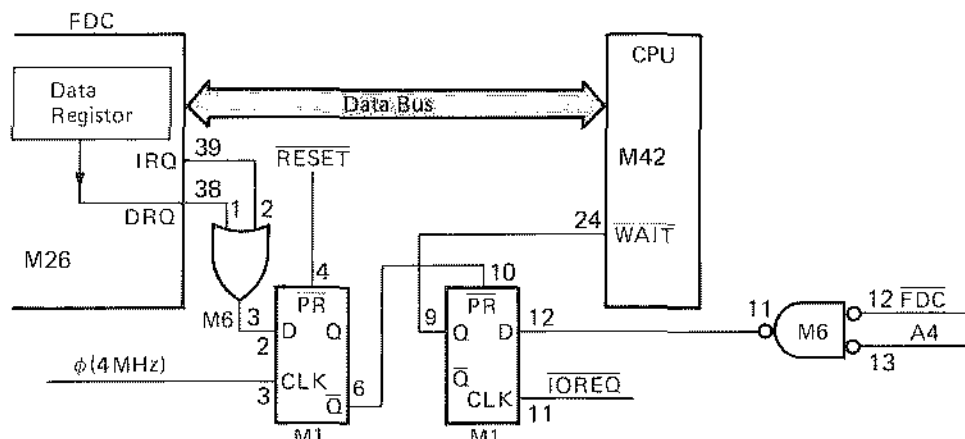 FDC
CPU
Data
Registor
Data Bus
IRQ
39
RESET
M42
38
DRQ
1
2
24
WAIT
M26
4
10
M6
3
PR
PR
11
12
FDC
2
D
Q
9
Q
D
12
M6
A4
13
φ(4MHz)
3
CLK
6
Q
Q
CLK
IOREQ
11
M1
M1